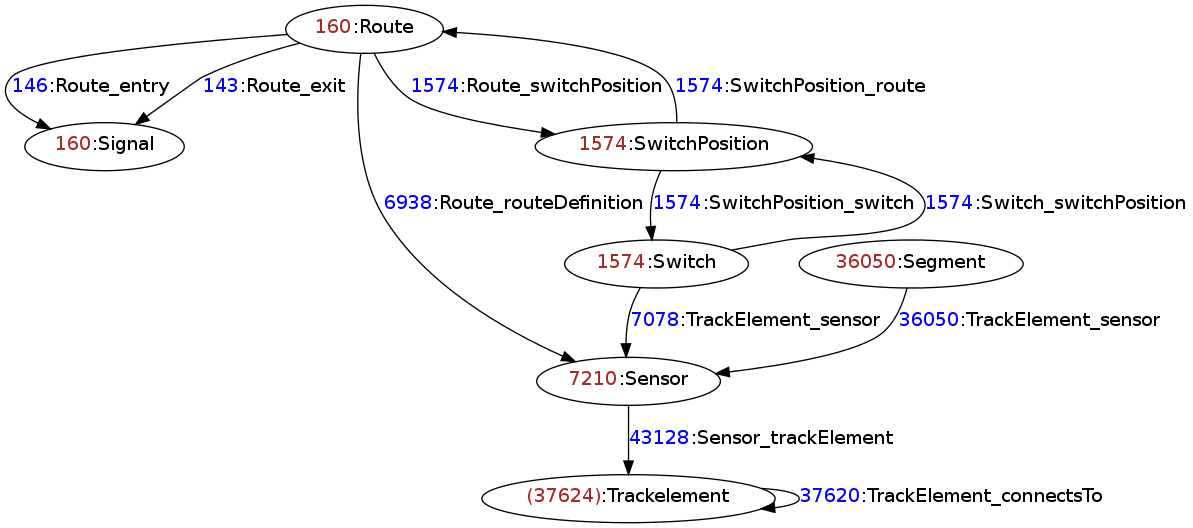 160:Route
146:Route_entry
143:Route_exit
1574:Route_switchPosition
1574:SwitchPosition_route
160:Signal
1574:SwitchPosition
6938:Route_routeDefinition
1574:SwitchPosition_switch
1574:Switch_switchPosition
1574:Switch
36050:Segment
7078:TrackElement_sensor
36050:TrackElement_sensor
7210:Sensor
43128:Sensor_trackElement
(37624):Trackelement
37620:TrackElement_connectsTo